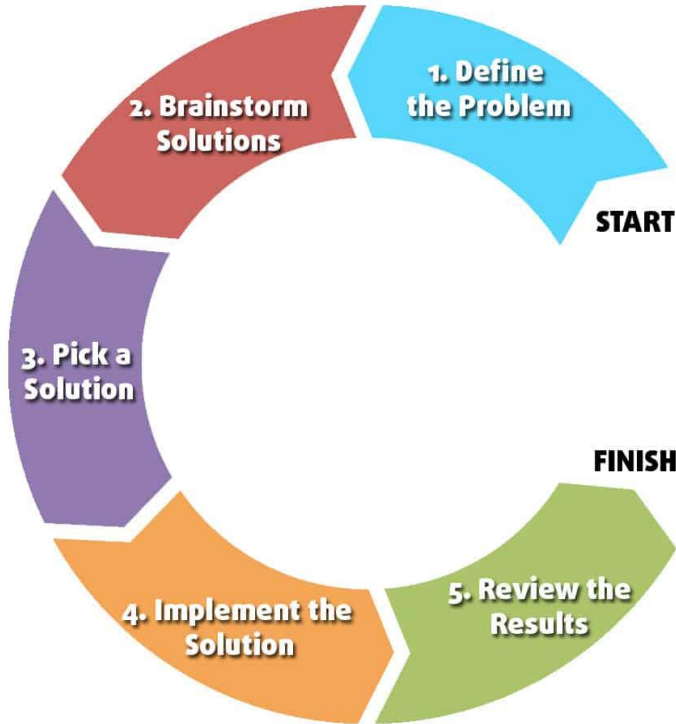 1. Define
the Problem
START
2. Brainstorm
Solutions
3. Pick a
Solution
4. Implement the
Solution
5. Review the
Results
FINISH